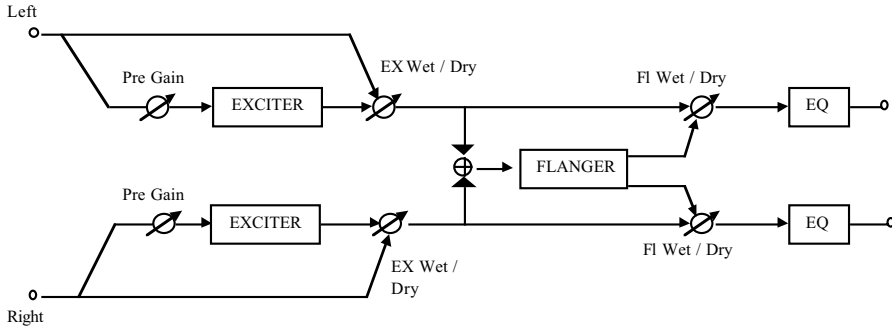 Left
Pre Gain
EXCITER
EX Wet / Dry
Fl Wet / Dry
EQ
FLANGER
Pre Gain
EXCITER
EX Wet /
Dry
Fl Wet / Dry
EQ
Right